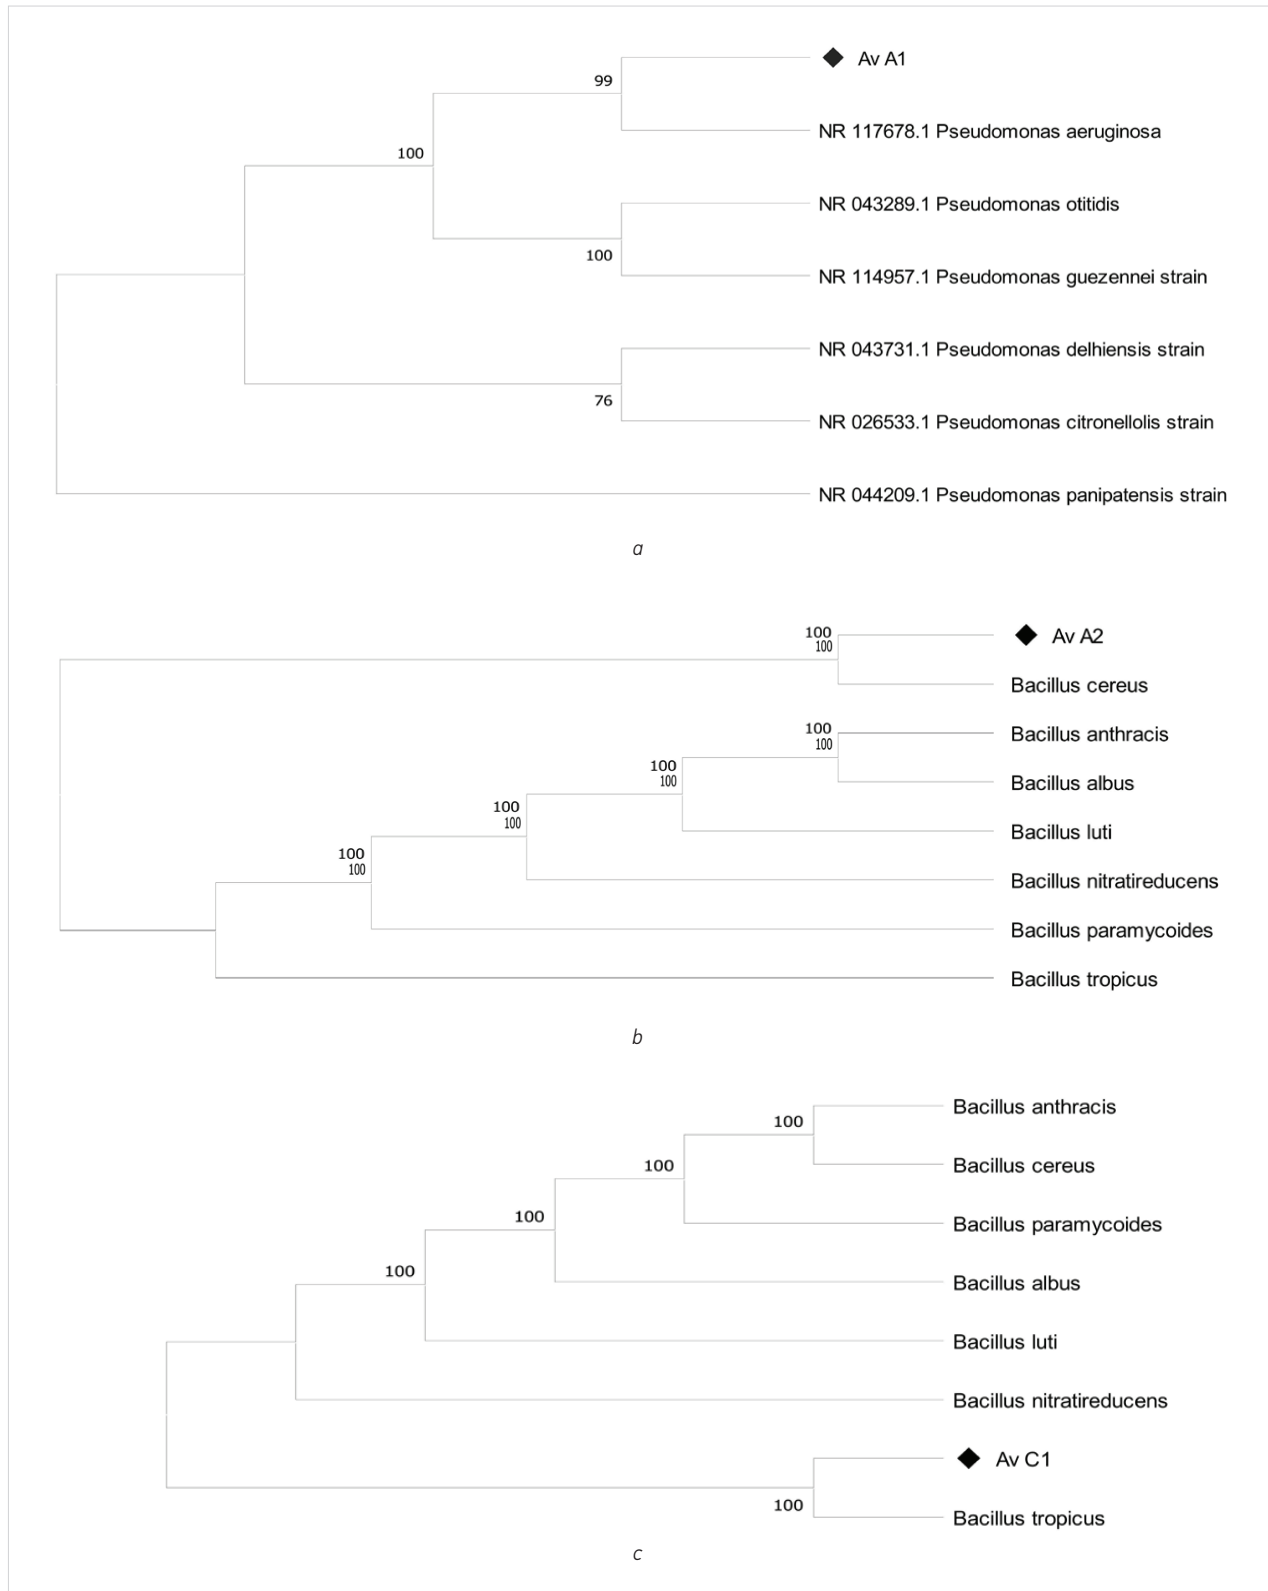 Av A1
99
NR 117678.1 Pseudomonas aeruginosa
100
NR 043289.1 Pseudomonas otitidis
100
NR 114957.1 Pseudomonas guezennei strain
NR 043731.1 Pseudomonas delhiensis strain
76
NR 026533.1 Pseudomonas citronellolis strain
NR 044209.1 Pseudomonas panipatensis strain
a
100
100
Av A2
Bacillus cereus
100
100
Bacillus anthracis
100
100
Bacillus albus
100
100
Bacillus luti
100
100
Bacillus nitratireducens
Bacillus paramycoides
Bacillus tropicus
b
Bacillus anthracis
100
Bacillus cereus
100
Bacillus paramycoides
100
Bacillus albus
100
Bacillus luti
Bacillus nitratireducens
Av C1
100
Bacillus tropicus
c